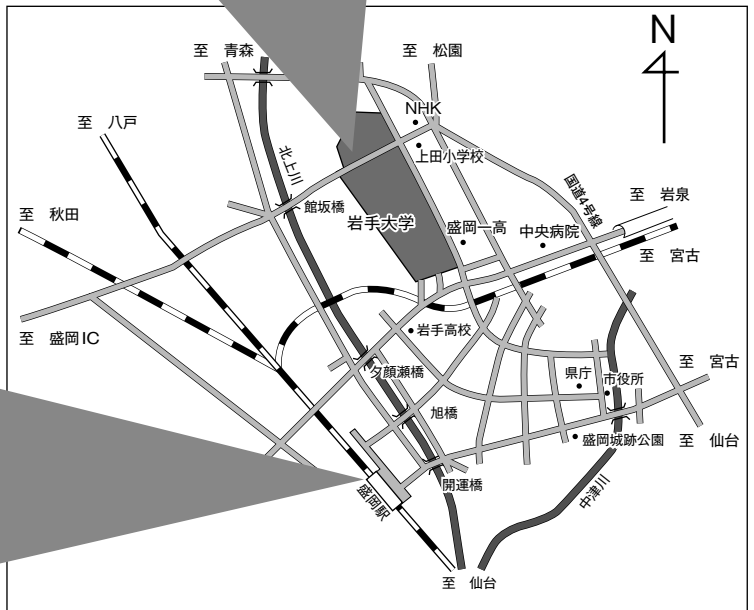 至 青森
至 松園
N
至 八戸
NHK
上田小学校
北上川
国道4号線
至 岩泉
至 秋田
館坂橋
岩手大学
盛岡一高
中央病院
至 宮古
至 盛岡IC
岩手高校
夕顔瀬橋
県庁
市役所
至 宮古
旭橋
盛岡城跡公園
至 仙台
開運橋
盛岡駅
中津川
至 仙台